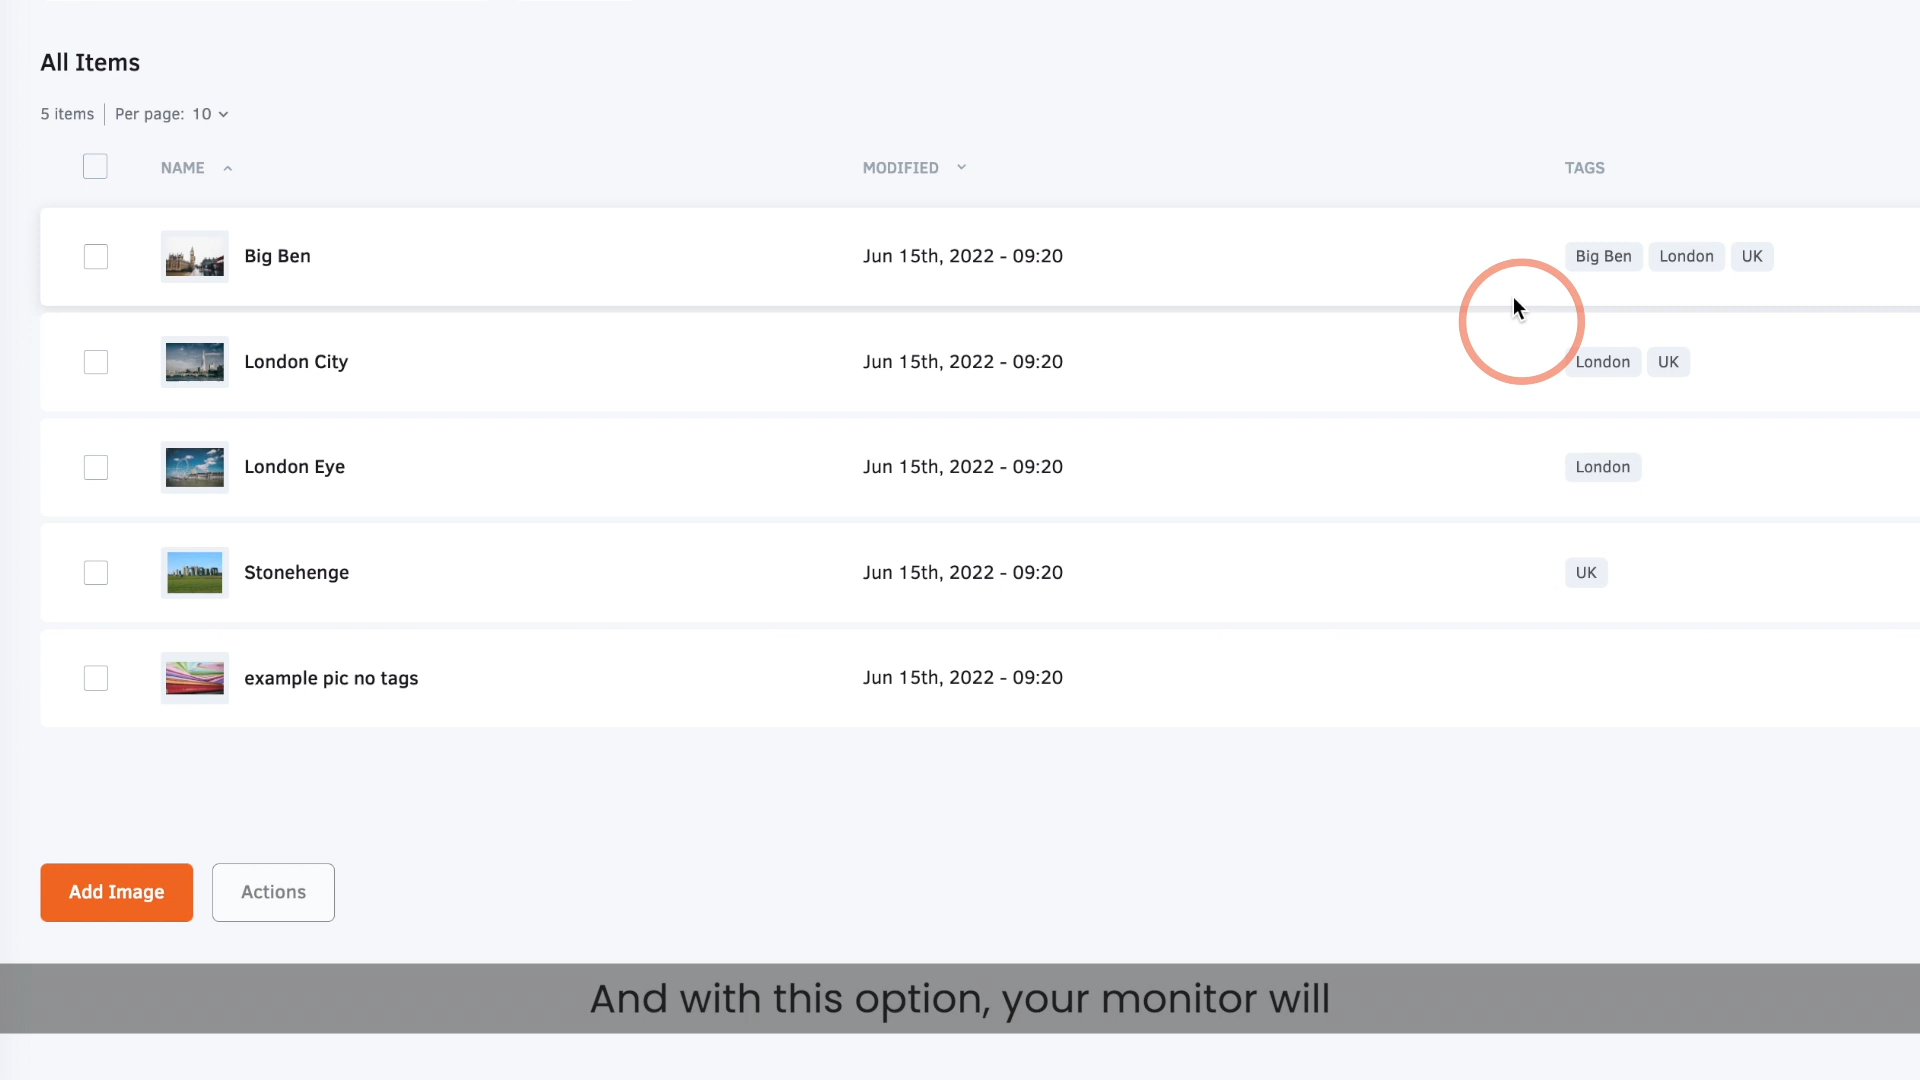 All Items
5 items Per page: 10
NAME MODIFIED TAGS
Big Ben Jun 15th, 2022 - 09:20 Big Ben London UK
London City Jun 15th, 2022 - 09:20 London UK
London Eye Jun 15th, 2022 - 09:20 London
Stonehenge Jun 15th, 2022 - 09:20 UK
example pic no tags Jun 15th, 2022 - 09:20
Add Image Actions
And with this option, your monitor will